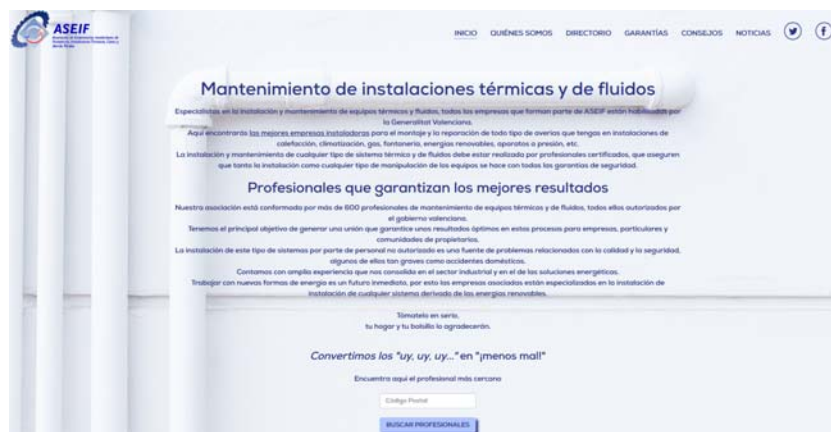 ASEIF
INICIO QUIÉNES SOMOS DIRECTORIO GARANTÍAS CONSEJOS NOTICIAS
Mantenimiento de instalaciones térmicas y de fluidos
Especialistas en la instalación y mantenimiento de equipos térmicos y fluidos, todas las empresas que forman parte de ASEIF están habilitadas por
la Generalitat Valenciana.
Aquí encontrarás las mejores empresas instaladoras para el montaje y la reparación de todo tipo de averías que tengas en instalaciones de
calefacción, climatización, gas, fontanería, energías renovables, aparatos a presión, etc.
La instalación y mantenimiento de cualquier tipo de sistema térmico y de fluidos debe estar realizada por profesionales certificados, que aseguren
que tanto la instalación como cualquier tipo de manipulación de los equipos se hace con todas las garantías de seguridad.
Profesionales que garantizan los mejores resultados
Nuestra asociación está conformada por más de 600 profesionales de mantenimiento de equipos térmicos y de fluidos, todos ellos autorizados por
el gobierno valenciano.
Tenemos el principal objetivo de generar una unión que garantice unos resultados óptimos en estos procesos para empresas, particulares y
comunidades de propietarios.
La instalación de este tipo de sistemas por parte de personal no autorizado es una fuente de problemas relacionados con la calidad y la seguridad,
algunos de ellos tan graves como accidentes domésticos.
Contamos con amplia experiencia que nos consolida en el sector industrial y en el de las soluciones energéticas.
Trabajar con nuevas formas de energía es un futuro inmediato, por esto las empresas asociadas están especializadas en la instalación de
instalación de cualquier sistema derivado de las energías renovables.
Tómatelo en serio,
tu hogar y tu bolsillo lo agradecerán.
Convertimos los "uy, uy, uy..." en "¡menos mal!"
Encuentra aquí el profesional más cercano
Código Postal
BUSCAR PROFESIONALES